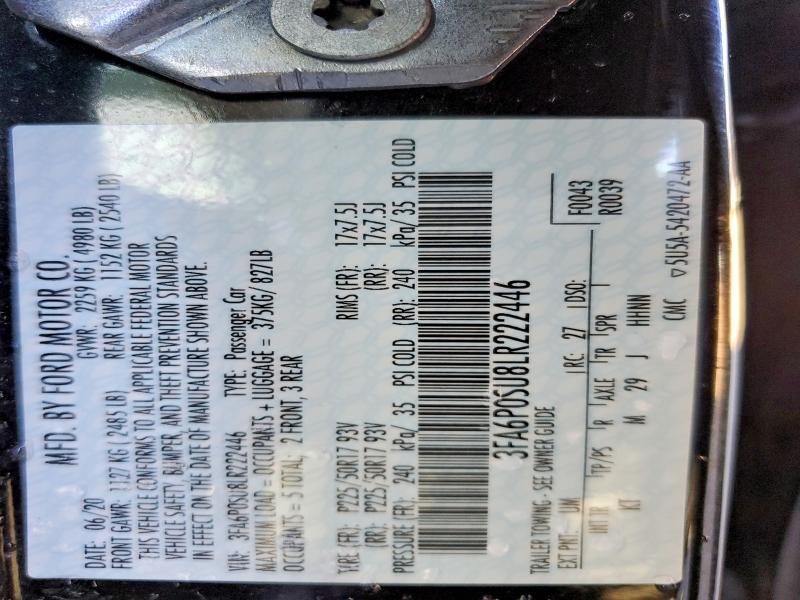 MFD. BY FORD MOTOR CO.
DATE: 06/20 GVWR: 2259 KG ( 4980 LB)
FRONT GAWR: 1127 KG ( 2485 LB) REAR GAWR: 1152 KG ( 2540 LB)
THIS VEHICLE CONFORMS TO ALL APPLICABLE FEDERAL MOTOR
VEHICLE SAFETY, BUMPER, AND THEFT PREVENTION STANDARDS
IN EFFECT ON THE DATE OF MANUFACTURE SHOWN ABOVE.
VIN: 3FA6P0SU8LR222446 TYPE: Passenger Car
MAXIMUM LOAD = OCCUPANTS + LUGGAGE = 375KG/ 827LB
OCCUPANTS = 5 TOTAL; 2 FRONT, 3 REAR
TIRE (FR): P225/50R17 93V RIMS (FR): 17x7.5J
(RR): P225/50R17 93V (RR): 17x7.5J
PRESSURE (FR): 240 kPa/ 35 PSI COLD (RR): 240 kPa/ 35 PSI COLD
3FA6P0SU8LR222446
TRAILER TOWING - SEE OWNER GUIDE F0043
R0039
EXT PNT: UM RC: 27 DSO:
INT TR TP/PS R AXLE TR SPR
KT M 29 J HHNN
CMC ▽5U5A-5420472-AA